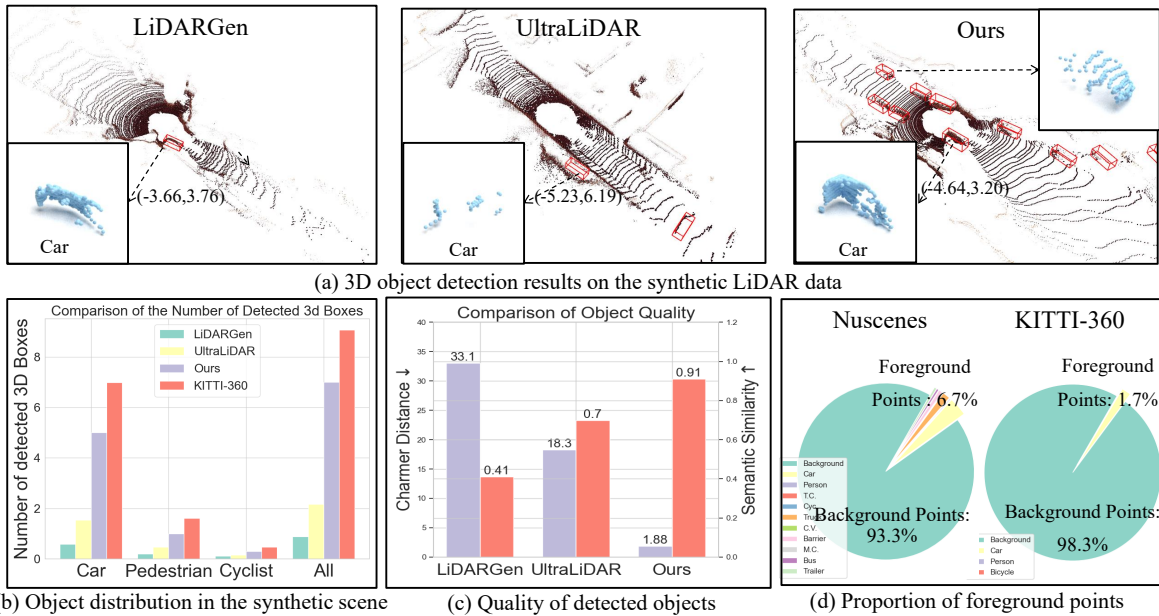 LiDARGen
UltraLiDAR
Ours
(-3.66,3.76)
(-5.23,6.19)
(-4.64,3.20)
Car
Car
Car
(a) 3D object detection results on the synthetic LiDAR data
Comparison of the Number of Detected 3d Boxes
Number of detected 3D Boxes
8
6
4
2
0
LiDARGen
UltraLiDAR
Ours
KITTI-360
Car
Pedestrian
Cyclist
All
(b) Object distribution in the synthetic scene
Comparison of Object Quality
Charmer Distance ↓
40
35
30
25
20
15
10
5
0
33.1
0.41
18.3
0.7
1.88
0.91
1.2
1.0
0.8
0.6
0.4
0.2
0.0
Semantic Similarity ↑
LiDARGen
UltraLiDAR
Ours
(c) Quality of detected objects
Nuscenes
Foreground
Points : 6.7%
Background
Car
Person
T.C.
Cyc.
C.V.
Barrier
M.C.
Bus
Trailer
Background Points:
93.3%
KITTI-360
Foreground
Points: 1.7%
Background Points:
98.3%
Background
Car
Person
Bicycle
(d) Proportion of foreground points